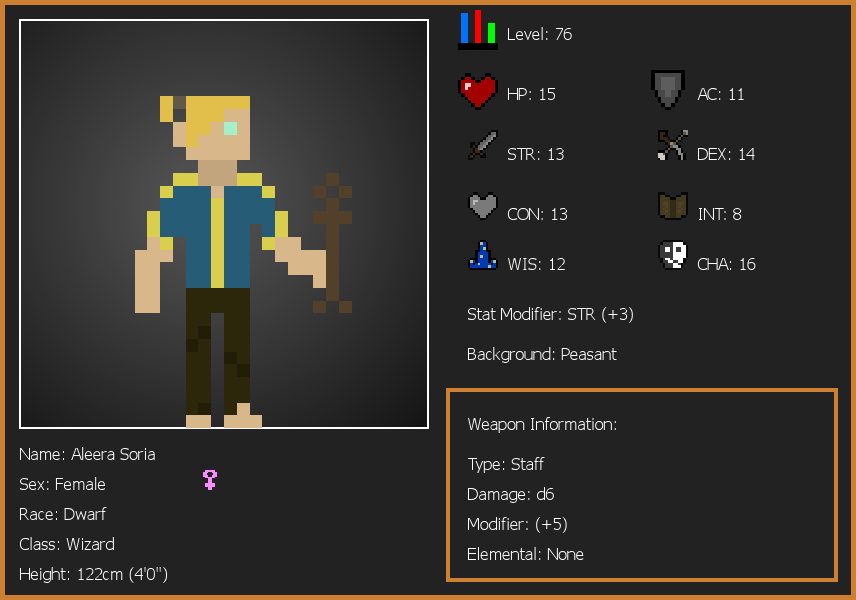 Level: 76
HP: 15
AC: 11
STR: 13
DEX: 14
CON: 13
INT: 8
WIS: 12
CHA: 16
Stat Modifier: STR (+3)
Background: Peasant
Weapon Information:
Type: Staff
Damage: d6
Modifier: (+5)
Elemental: None
Name: Aleera Soria
Sex: Female
Race: Dwarf
Class: Wizard
Height: 122cm (4'0")